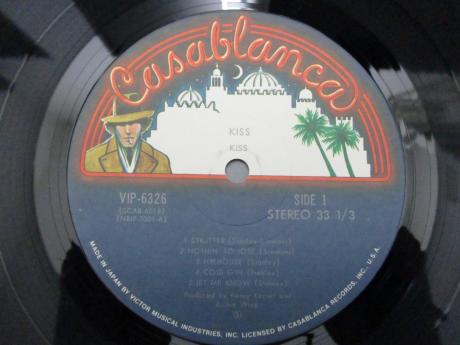 Casablanca
KISS
KISS
VIP-6326
SIDE 1
STEREO 33 1/3
1. STRUTTER (Stanley-Simmons)
2. NOTHIN' TO LOSE (Simmons)
3. FIREHOUSE (Stanley)
4. COLD GIN (Frehley)
5. LET ME KNOW (Stanley)
Produced by Kenny Kerner and
Richie Wise
MADE IN JAPAN BY VICTOR MUSICAL INDUSTRIES, INC. LICENSED BY CASABLANCA RECORDS, INC., U.S.A.